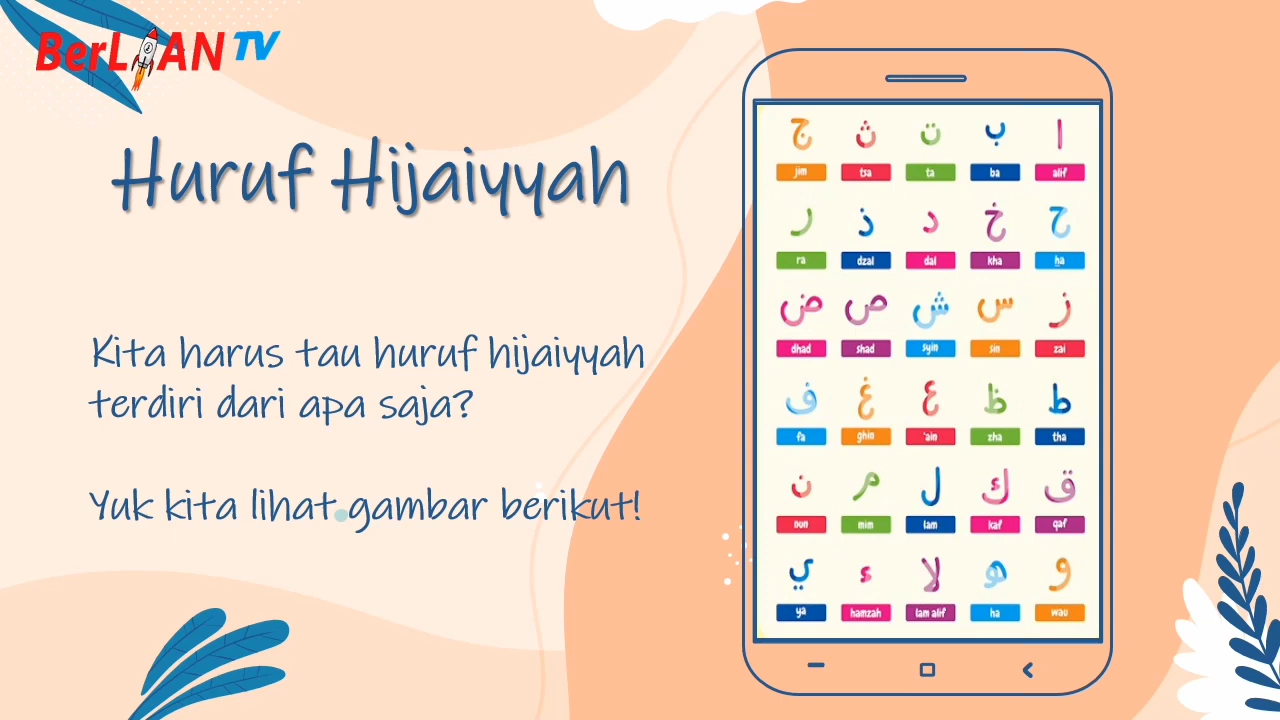 BerLIAN TV
Huruf Hijaiyyah
Kita harus tau huruf hijaiyyah
terdiri dari apa saja?
Yuk kita lihat gambar berikut!
ا ب ت ث ج
alif ba ta tsa jim
ح خ د ذ ر
ha kha dal dzal ra
ز س ش ص ض
zai sin syin shad dhad
ط ظ ع غ ف
tha zha 'ain ghin fa
ق ك ل م ن
qaf kaf lam mim nun
و ه لا ء ي
wau ha lam alif hamzah ya